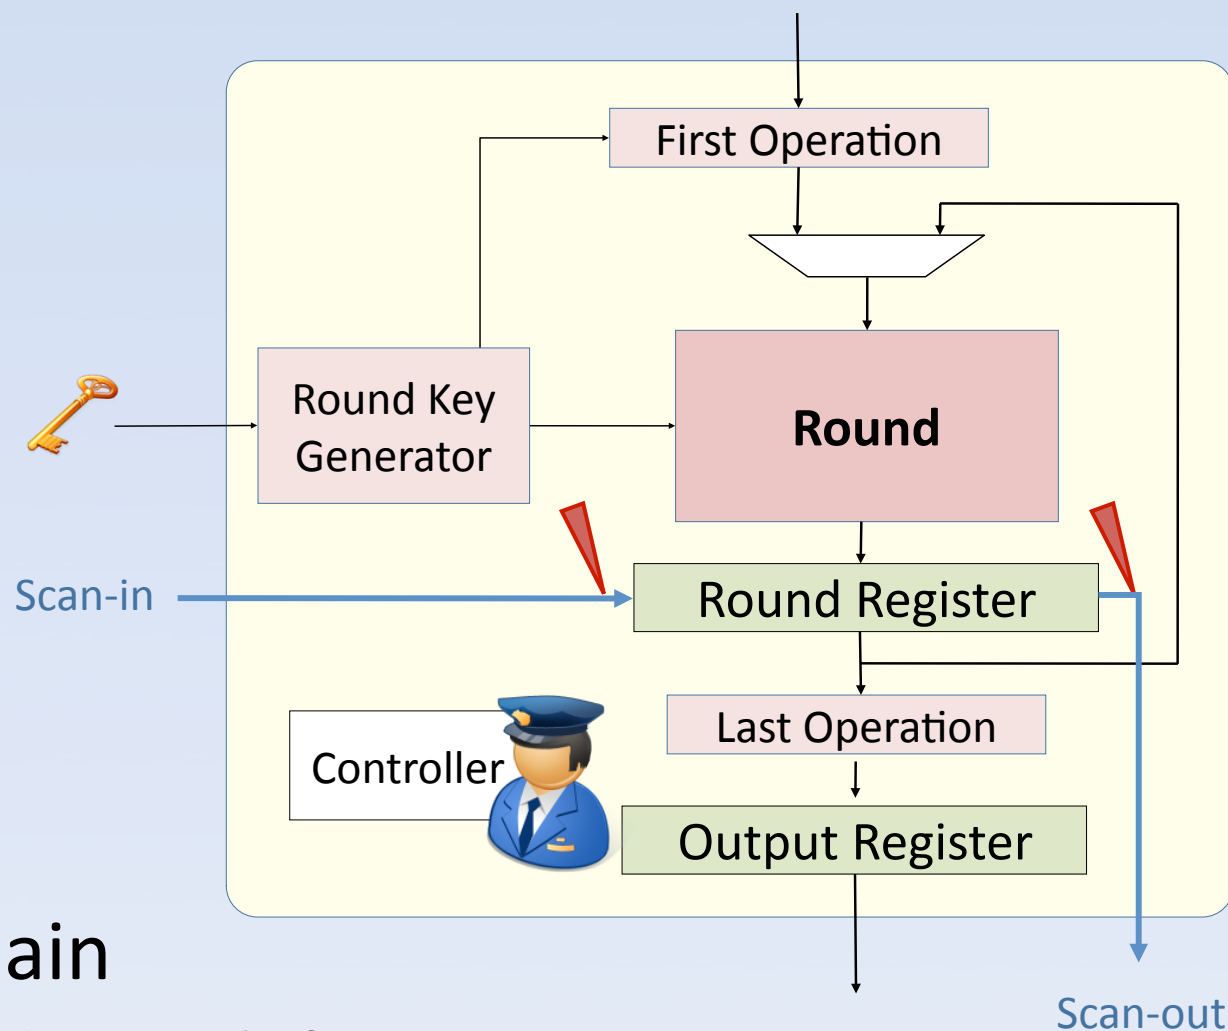 First Operation
Round Key
Generator
Round
Scan-in
Round Register
Last Operation
Controller
Output Register
ain
Scan-out